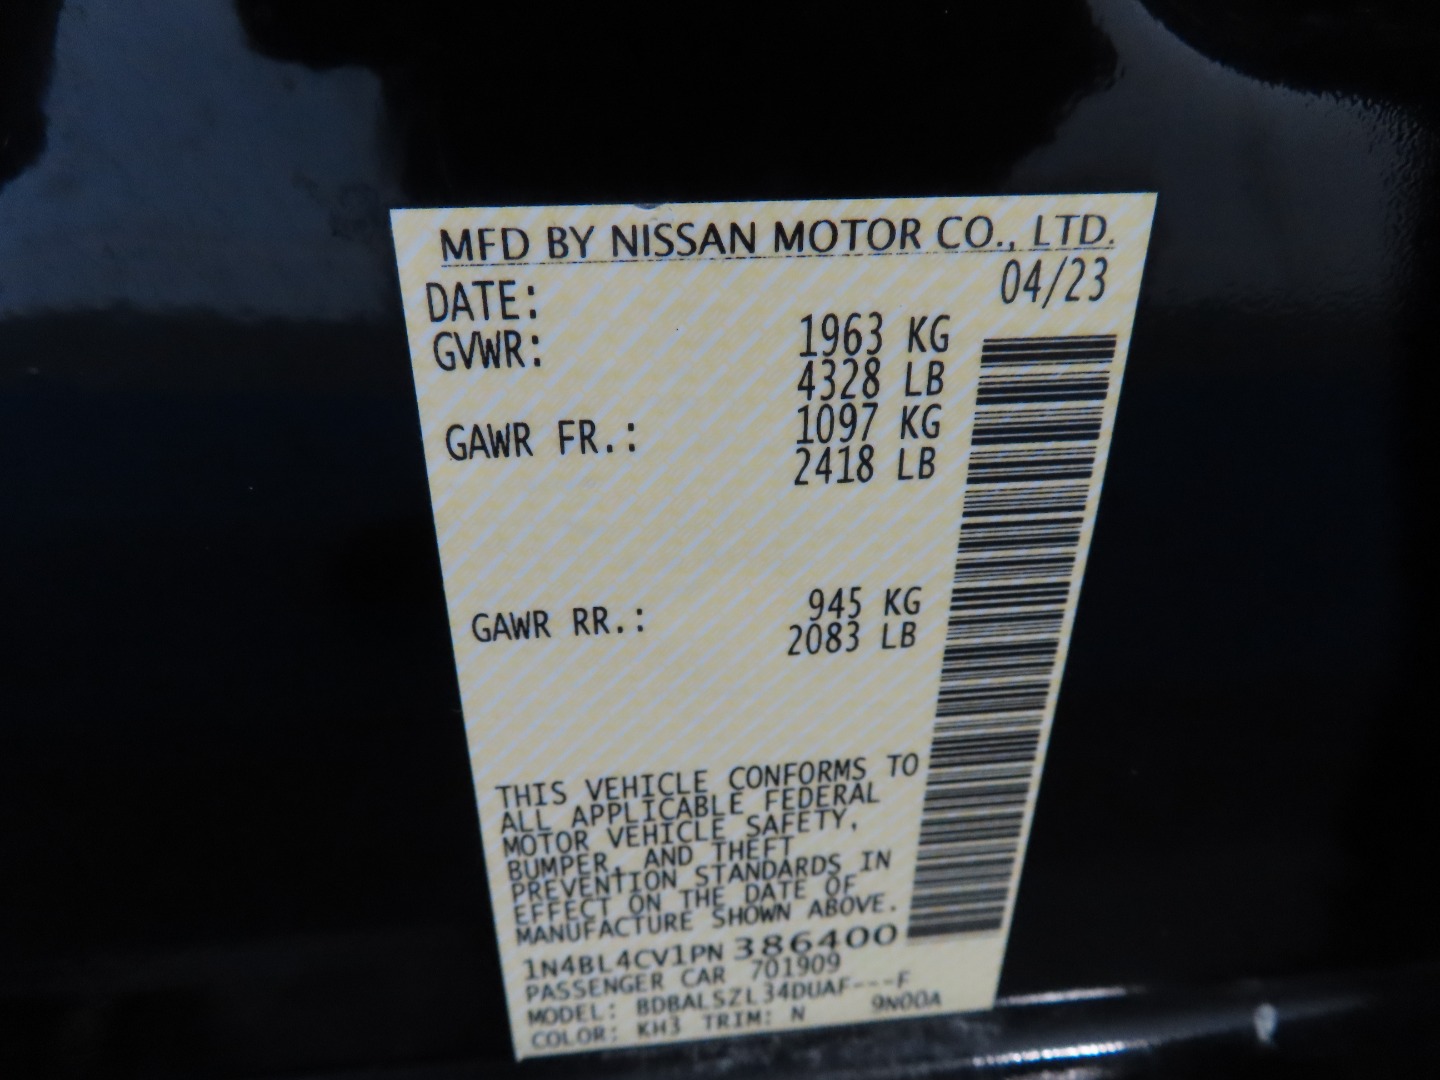 MFD BY NISSAN MOTOR CO., LTD.
DATE: 04/23
GVWR: 1963 KG
4328 LB
GAWR FR.: 1097 KG
2418 LB
GAWR RR.: 945 KG
2083 LB
THIS VEHICLE CONFORMS TO
ALL APPLICABLE FEDERAL
MOTOR VEHICLE SAFETY,
BUMPER, AND THEFT
PREVENTION STANDARDS IN
EFFECT ON THE DATE OF
MANUFACTURE SHOWN ABOVE.
1N4BL4CV1PN 386400
PASSENGER CAR 701909
MODEL: BDBALSZL34DUAF---F
COLOR: KH3 TRIM: N 9N00A